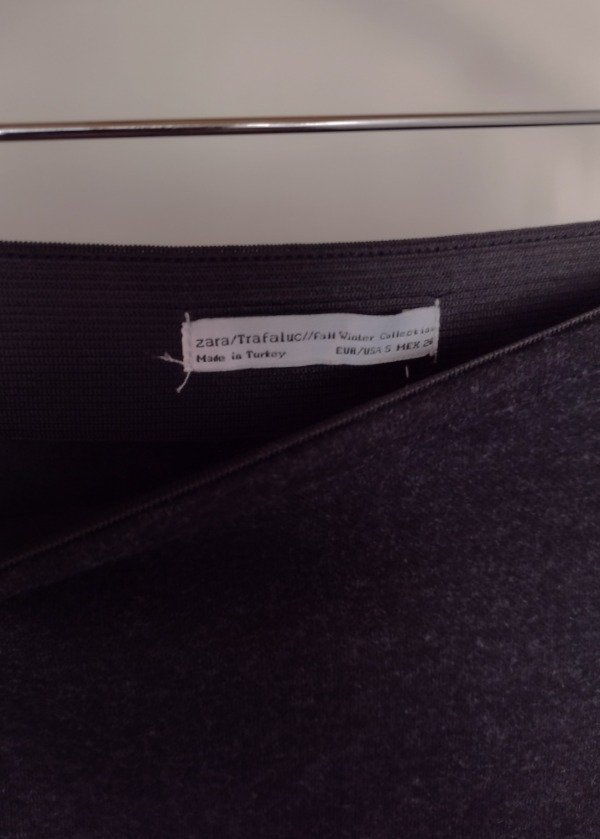 zara/Trafaluc//Fall Winter Collection
Made in Turkey EUR/USA S MEX 26